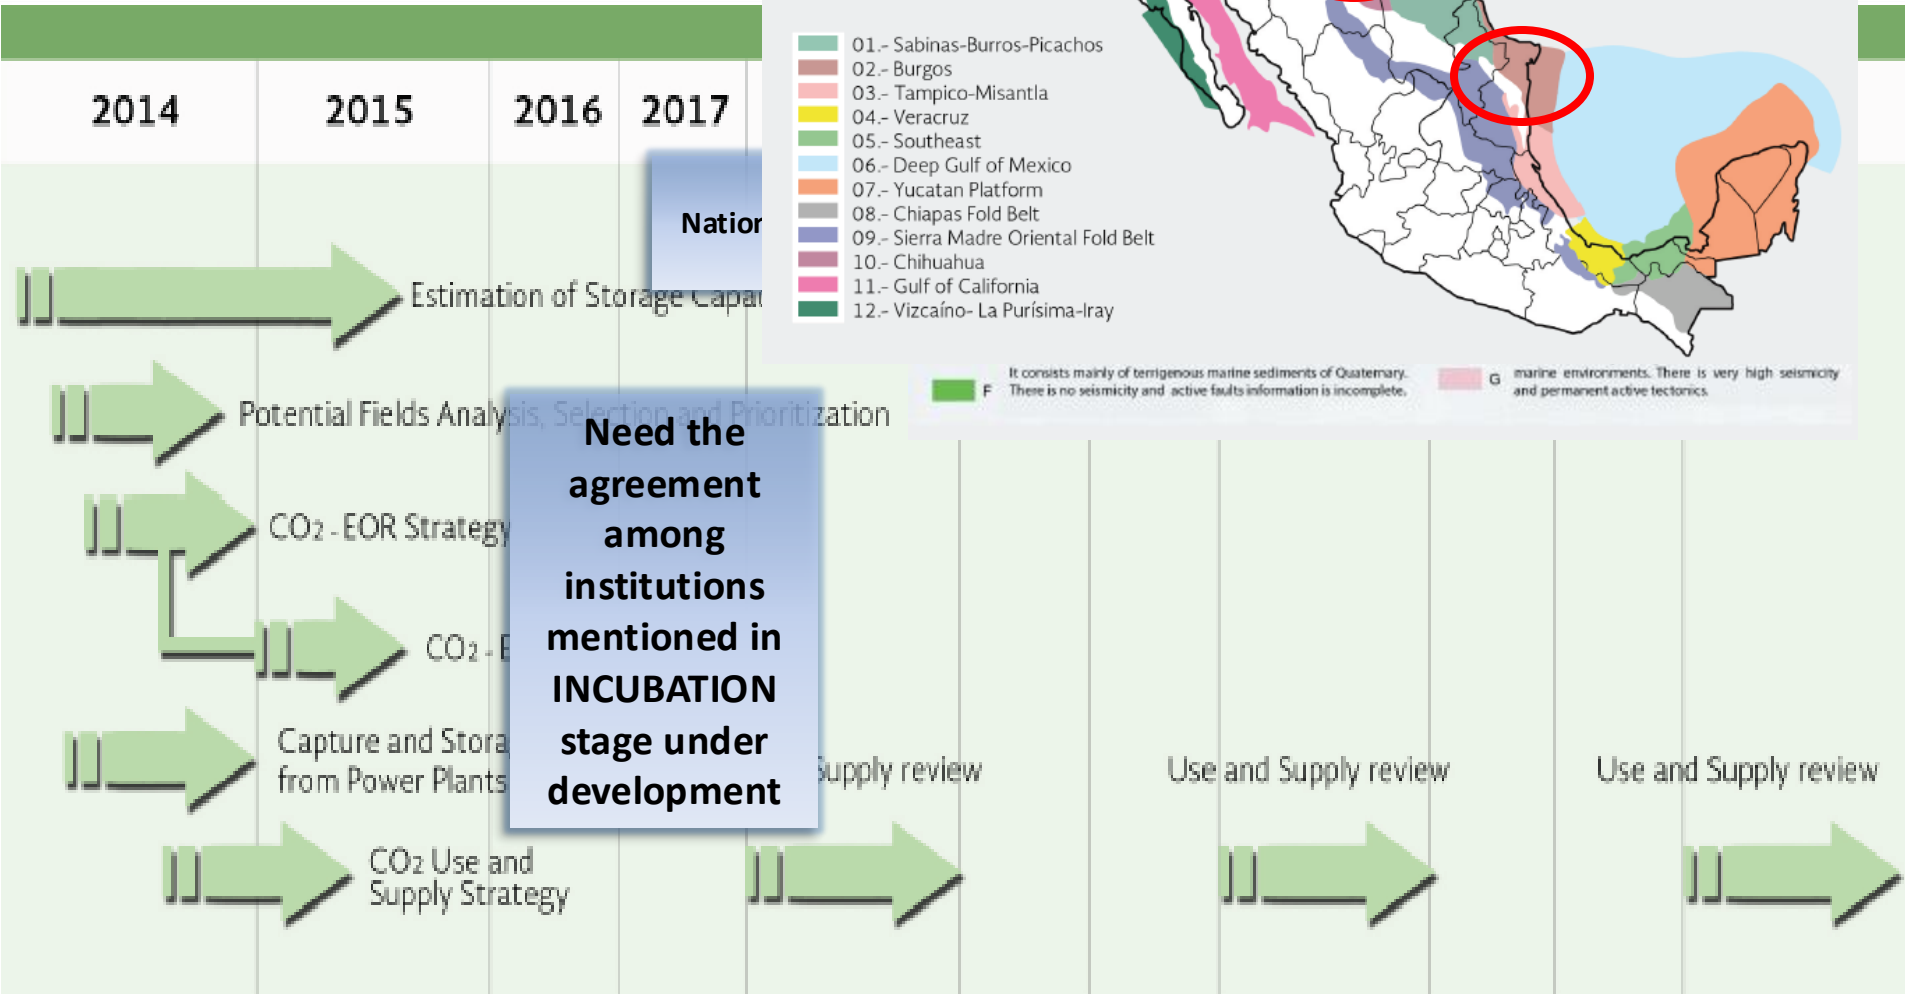 2014 2015 2016 2017
01.- Sabinas-Burros-Picachos
02.- Burgos
03.- Tampico-Misantla
04.- Veracruz
05.- Southeast
06.- Deep Gulf of Mexico
07.- Yucatan Platform
08.- Chiapas Fold Belt
09.- Sierra Madre Oriental Fold Belt
10.- Chihuahua
11.- Gulf of California
12.- Vizcaíno- La Purísima-Iray
F It consists mainly of terrigenous marine sediments of Quaternary.
There is no seismicity and active faults information is incomplete.
G marine environments. There is very high seismicity
and permanent active tectonics.
Estimation of Storage
Potential Fields Analysis, Selection and Prioritization
CO2 - EOR Strategy
CO2 -
Capture and
from Power Plants
CO2 Use and
Supply Strategy
Need the
agreement
among
institutions
mentioned in
INCUBATION
stage under
development
Supply review
Use and Supply review
Use and Supply review